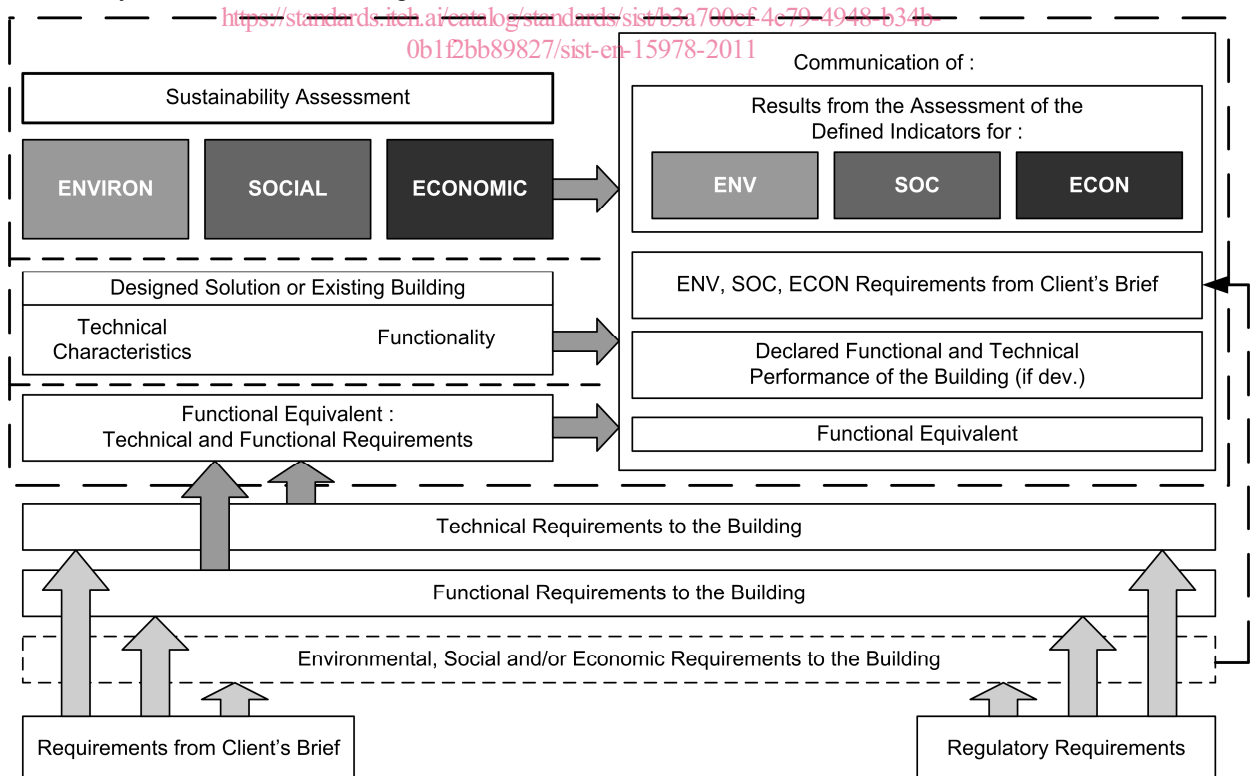 https://standards.iteh.ai/catalog/standards/sist/b3a700ef-4c79-4948-b34b-
0b1f2bb89827/sist-en-15978-2011
Sustainability Assessment
ENVIRON
SOCIAL
ECONOMIC
Communication of :
Results from the Assessment of the
Defined Indicators for :
ENV
SOC
ECON
Designed Solution or Existing Building
Technical
Characteristics
Functionality
ENV, SOC, ECON Requirements from Client's Brief
Declared Functional and Technical
Performance of the Building (if dev.)
Functional Equivalent :
Technical and Functional Requirements
Functional Equivalent
Technical Requirements to the Building
Functional Requirements to the Building
Environmental, Social and/or Economic Requirements to the Building
Requirements from Client's Brief
Regulatory Requirements